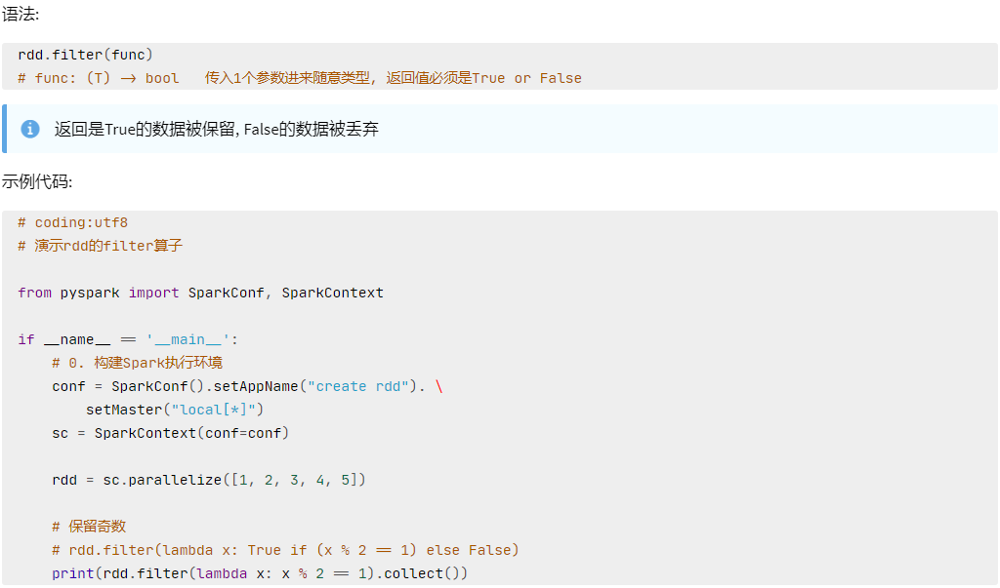 语法:
rdd.filter(func)
# func: (T) -> bool   传入1个参数进来随意类型, 返回值必须是True or False
返回是True的数据被保留, False的数据被丢弃
示例代码:
# coding:utf8
# 演示rdd的filter算子
from pyspark import SparkConf, SparkContext
if __name__ == '__main__':
    # 0. 构建Spark执行环境
    conf = SparkConf().setAppName("create rdd"). \
        setMaster("local[*]")
    sc = SparkContext(conf=conf)
    rdd = sc.parallelize([1, 2, 3, 4, 5])
    # 保留奇数
    # rdd.filter(lambda x: True if (x % 2 == 1) else False)
    print(rdd.filter(lambda x: x % 2 == 1).collect())